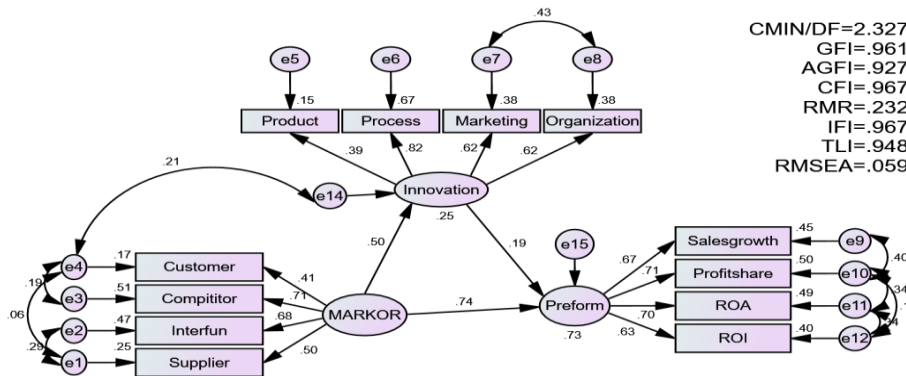 CMIN/DF=2.327
GFI=.961
AGFI=.927
CFI=.967
RMR=.232
IFI=.967
TLI=.948
RMSEA=.059
.43
e5
e6
e7
e8
.15
.67
.38
.38
Product
Process
Marketing
Organization
.39
.82
.62
.62
.21
e14
Innovation
.25
.50
.19
e15
e4
.17
Customer
.41
.19
e3
.51
Compititor
.71
.06
e2
.47
Interfun
.68
.29
e1
.25
Supplier
.50
MARKOR
.74
Preform
.73
.67
Salesgrowth
.45
e9
.40
.71
Profitshare
.50
e10
.34
.70
ROA
.49
e11
.63
ROI
.40
e12